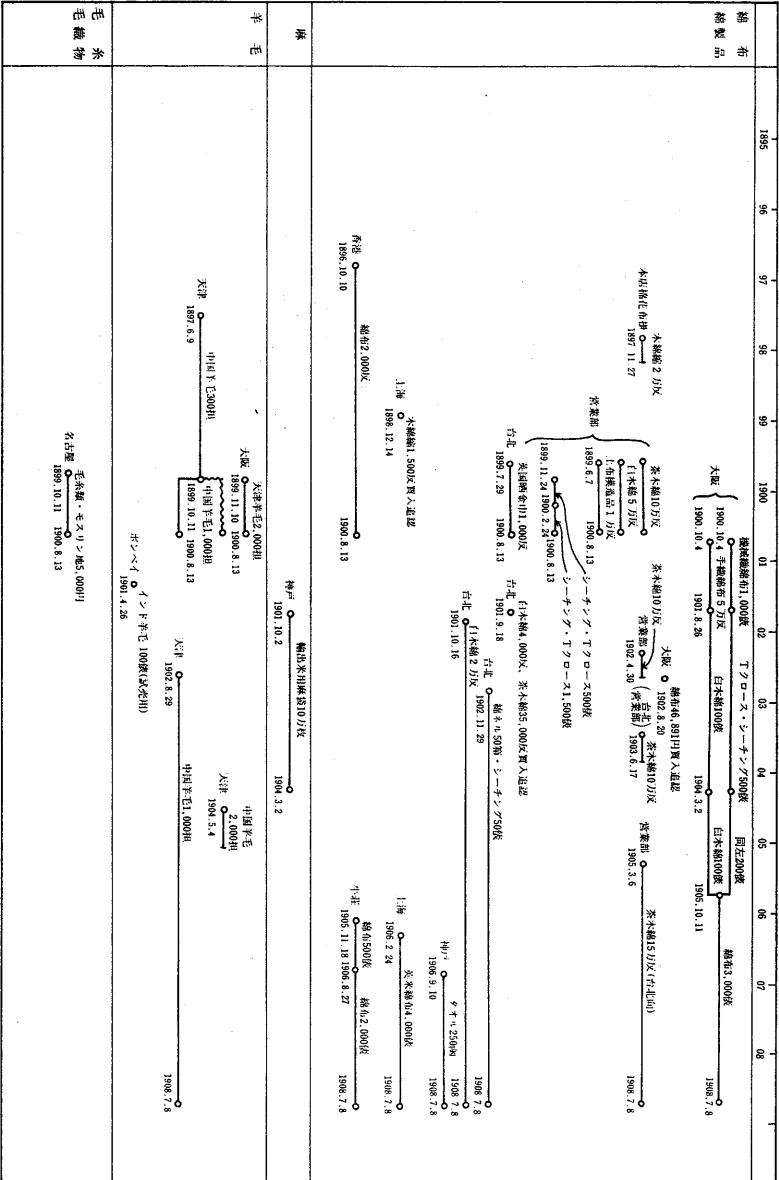 綿布
綿製品
麻
羊毛
毛糸
毛織物
1895
96
97
98
99
1900
01
02
03
04
05
06
07
08
機械織綿布1,000俵
Tクロース・シーチング500俵
同左200俵
大阪
1900.10.4
手織綿布5万反
1900.10.4
1901.8.26
白木綿100俵
1904.3.2
白木綿100俵
1905.10.11
綿布3,000俵
1908.7.8
大阪
綿布46,891円買入追認
1902.8.20
木綿縮2万反
本店棉花布掛
1897.11.27
営業部
茶木綿10万反
白木綿5万反
上布模造品1万反
1899.6.7
1900.8.13
茶木綿10万反
営業部
1902.4.30
(台北)
(営業部)
茶木綿10万反
1903.6.17
営業部
1905.3.6
茶木綿15万反(台北向)
1908.7.8
シーチング・Tクロース500俵
シーチング・Tクロース1,500俵
1899.11.24
1900.2.24
1900.8.13
台北
1899.7.29
英国晒金巾1,000反
1900.8.13
台北
1901.9.18
白木綿4,000反、茶木綿35,000反買入追認
台北
1902.11.29
綿ネル50箱・シーチング50俵
1908.7.8
台北
1901.10.16
白木綿2万反
1908.7.8
神戸
1906.9.10
タオル250梱
1908.7.8
上海
1898.12.14
木綿縮1,500反買入追認
上海
1906.2.24
英米綿布4,000俵
1908.7.8
香港
1896.10.10
綿布2,000反
1900.8.13
牛荘
1905.11.18
綿布500俵
1906.8.27
綿布2,000俵
1908.7.8
神戸
1901.10.2
輸出米用麻袋10万枚
1904.3.2
大阪
1899.11.10
天津羊毛2,000担
1900.8.13
中国羊毛2,000担
天津
1904.5.4
天津
1897.6.9
中国羊毛300担
1899.10.11
中国羊毛1,000担
1900.8.13
天津
1902.8.29
中国羊毛1,000担
1908.7.8
ボンベイ
1901.4.26
インド羊毛 100俵(試売用)
名古屋
1899.10.11
毛糸類・モスリン地5,000円
1900.8.13